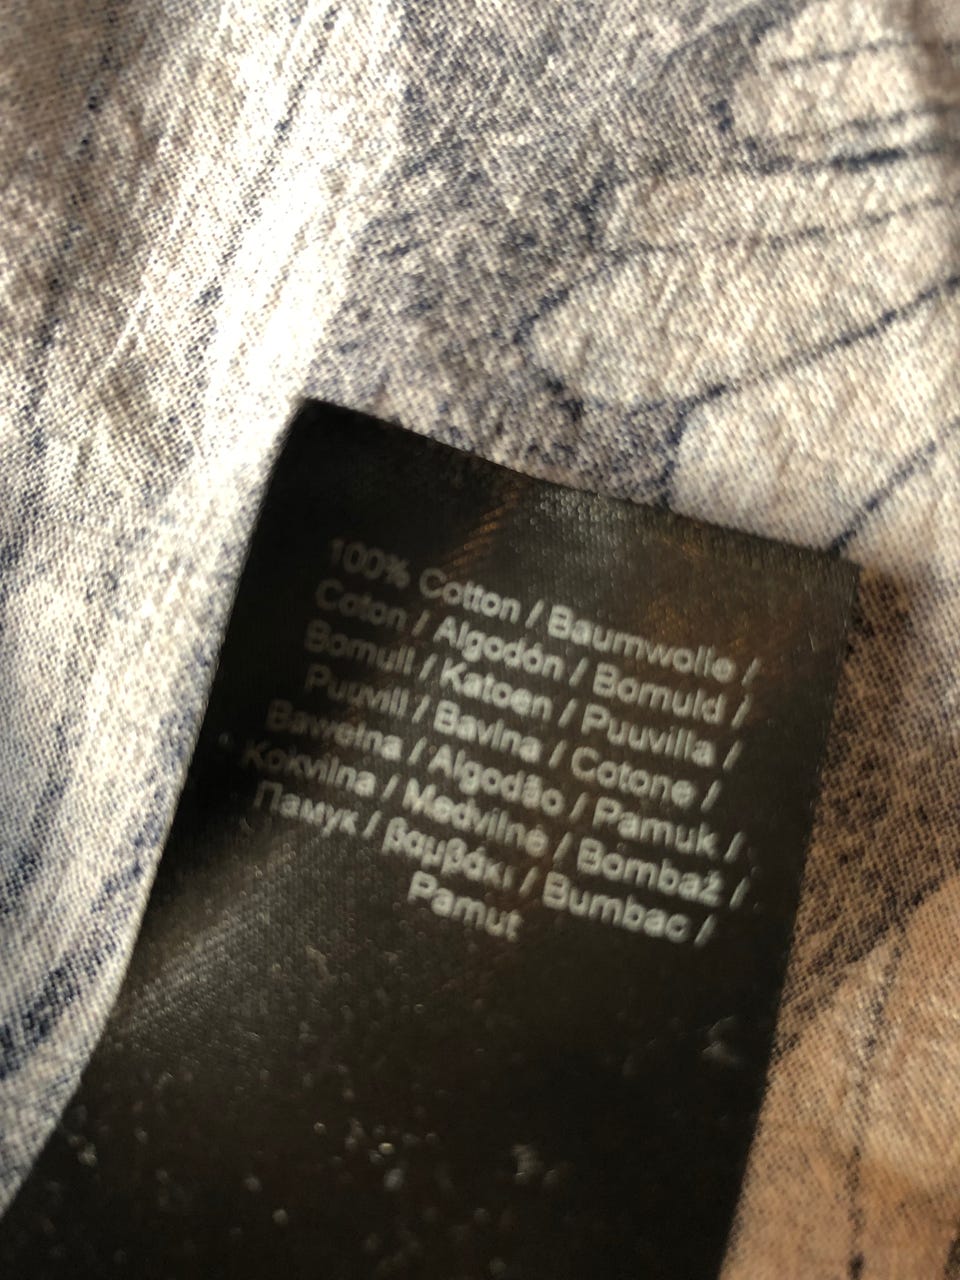 100% Cotton / Baumwolle /
Coton / Algodón / Bomuld /
Bomull / Katoen / Puuvilla /
Puuvill / Bavlna / Cotone /
Bawełna / Algodão / Pamuk /
Kokvilna / Medvilnė / Bombaž /
Памук / βαμβάκι / Bumbac /
Pamut